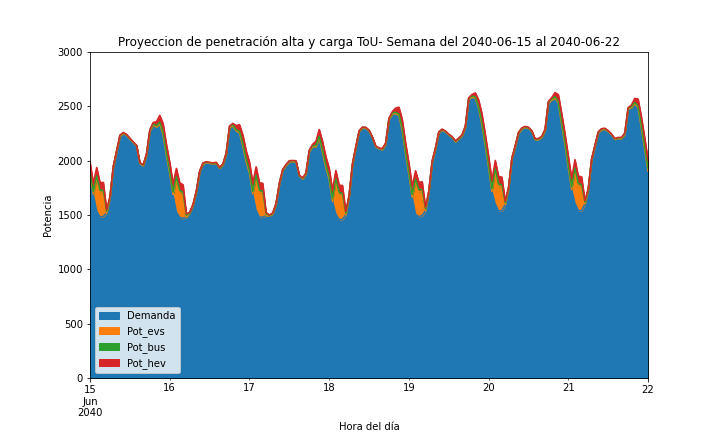 Proyeccion de penetración alta y carga ToU- Semana del 2040-06-15 al 2040-06-22
3000
2500
2000
1500
1000
500
0
Potencia
Demanda
Pot_evs
Pot_bus
Pot_hev
15 16 17 18 19 20 21 22
Jun
2040
Hora del día